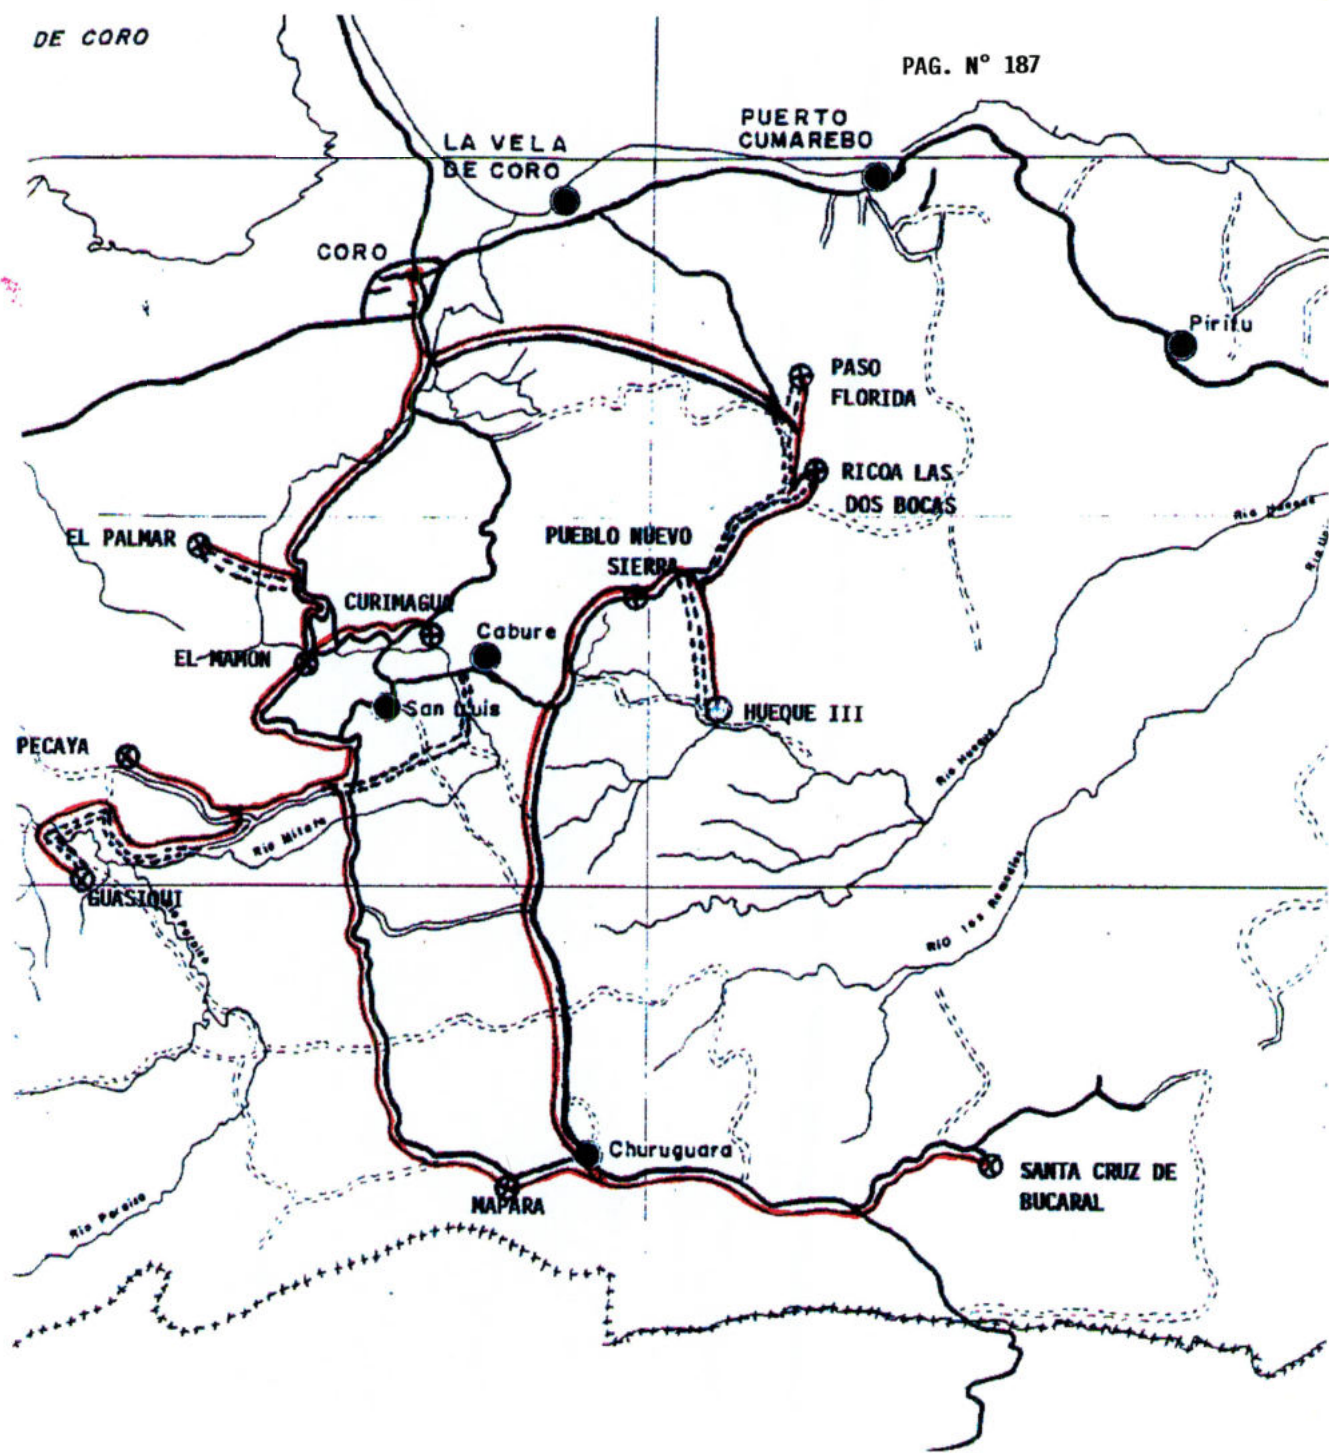 DE CORO
PAG. N° 187
PUERTO
CUMAREBO
LA VELA
DE CORO
CORO
Piritu
PASO
FLORIDA
RICOA LAS
DOS BOCAS
Rio Hueque
EL PALMAR
PUEBLO NUEVO
SIERRA
CURIMAGUA
Cabure
EL MAMON
San Luis
HUEQUE III
PECAYA
Rio Hueque
Rio Mitare
GUASIQUI
Rio los Remedios
Churuguara
SANTA CRUZ DE
BUCARAL
MAPARA
Rio Paraiso